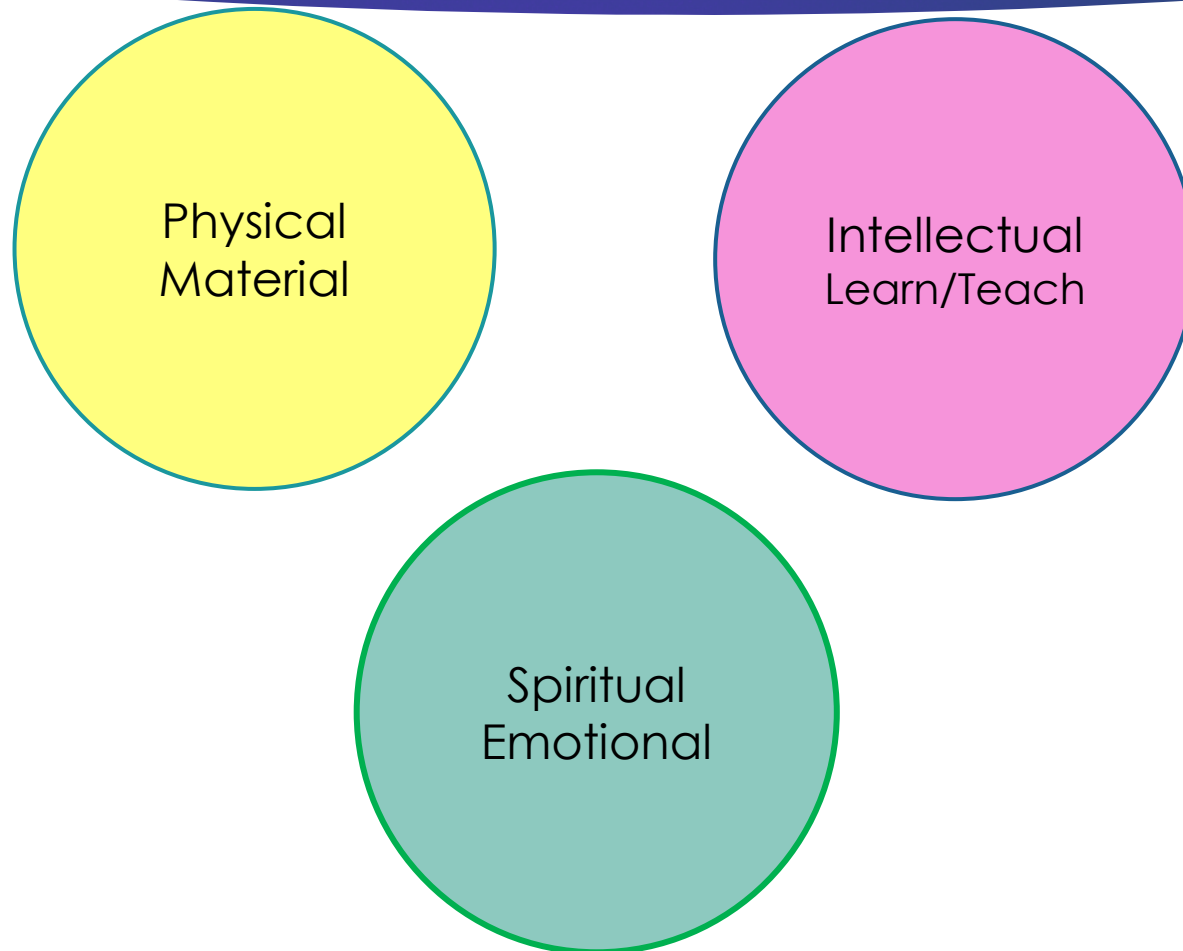 Physical
Material
Intellectual
Learn/Teach
Spiritual
Emotional